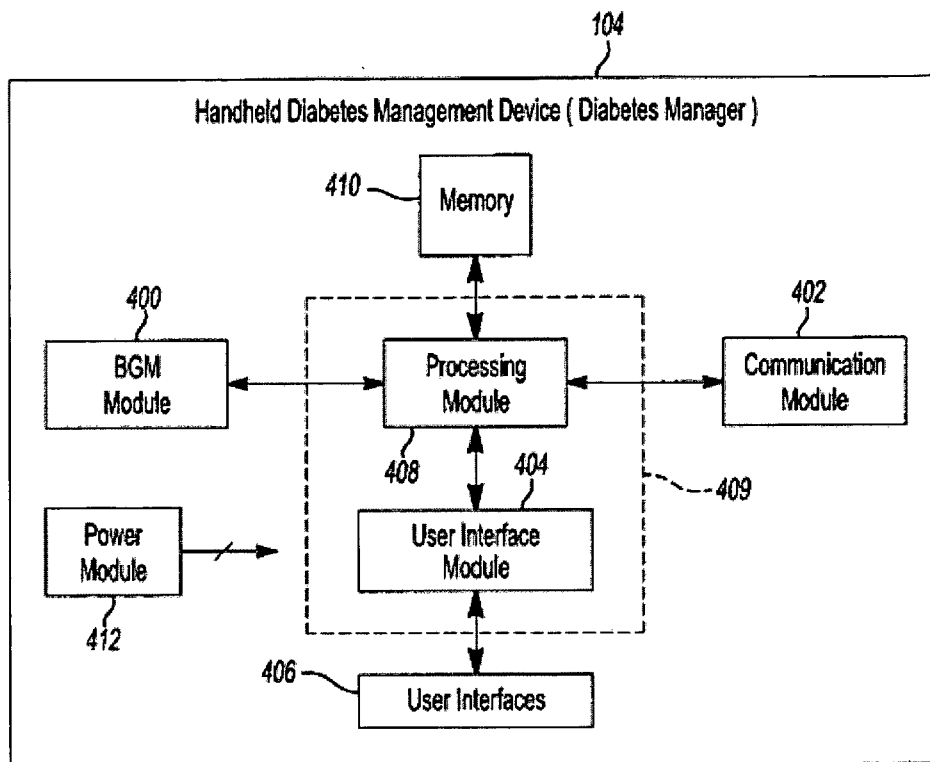 104
Handheld Diabetes Management Device ( Diabetes Manager )
410
Memory
400
BGM
Module
402
Communication
Module
Processing
Module
408
404
409
User Interface
Module
Power
Module
412
406
User Interfaces